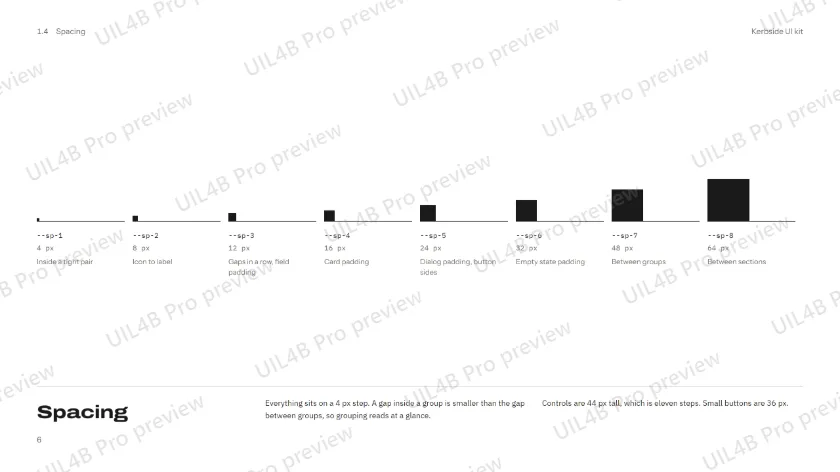 1.4 Spacing
Kerbside UI kit
--sp-1
4 px
Inside a tight pair
--sp-2
8 px
Icon to label
--sp-3
12 px
Gaps in a row, field
padding
--sp-4
16 px
Card padding
--sp-5
24 px
Dialog padding, button
sides
--sp-6
32 px
Empty state padding
--sp-7
48 px
Between groups
--sp-8
64 px
Between sections
Spacing
Everything sits on a 4 px step. A gap inside a group is smaller than the gap
between groups, so grouping reads at a glance.
Controls are 44 px tall, which is eleven steps. Small buttons are 36 px.
6
UIL4B Pro preview